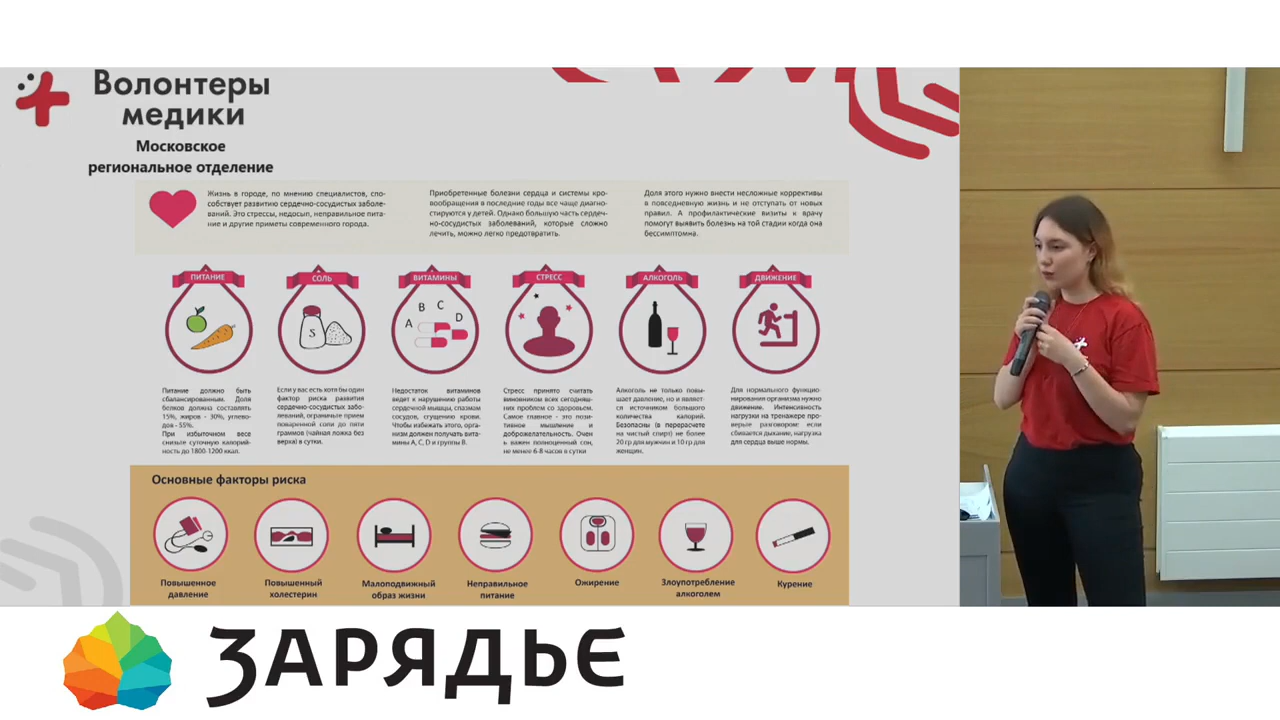 Волонтеры
медики
Московское
региональное отделение
Жизнь в городе, по мнению специалистов, спо-
собствует развитию сердечно-сосудистых заболе-
ваний. Это стрессы, недосып, неправильное пита-
ние и другие приметы современного города.
Приобретенные болезни сердца и системы кро-
вообращения в последние годы все чаще диагно-
стируются у детей. Однако большую часть сердеч-
но-сосудистых заболеваний, которые сложно
лечить, можно легко предотвратить.
Доля этого нужно внести несложные коррективы
в повседневную жизнь и не отступать от новых
правил. А профилактические визиты к врачу
помогут выявить болезнь на той стадии когда она
бессимптомна.
ПИТАНИЕ
СОЛЬ
ВИТАМИНЫ
СТРЕСС
АЛКОГОЛЬ
ДВИЖЕНИЕ
S
A
B
C
D
Питание должно быть
сбалансированным. Доля
белков должна составлять
15%, жиров - 30%, углево-
дов - 55%.
При избыточном весе
снизьте суточную калорий-
ность до 1800-1200 ккал.
Если у вас есть хотя бы один
фактор риска развития
сердечно-сосудистых забо-
леваний, ограничьте прием
поваренной соли до пяти
граммов (чайная ложка без
верха) в сутки.
Недостаток витаминов
ведет к нарушению работы
сердечной мышцы, спазмам
сосудов, сгущению крови.
Чтобы избежать этого, орга-
низм должен получать вита-
мины А, С, D и группы В.
Стресс принято считать
виновником всех сегодняш-
них проблем со здоровьем.
Самое главное - это пози-
тивное мышление и
доброжелательность. Очен
ь важен полноценный сон,
не менее 6-8 часов в сутки
Алкоголь не только повы-
шает давление, но и являет-
ся источником большого
количества калорий.
Безопасны (в перерасчете
на чистый спирт) не более
20 гр для мужчин и 10 гр для
женщин.
Для нормального функцио-
нирования организма нужно
движение. Интенсивность
нагрузки на тренажере про-
верьте разговором: если
сбивается дыхание, нагрузка
для сердца выше нормы.
Основные факторы риска
Повышенное
давление
Повышенный
холестерин
Малоподвижный
образ жизни
Неправильное
питание
Ожирение
Злоупотребление
алкоголем
Курение
ЗАРЯДЬЕ